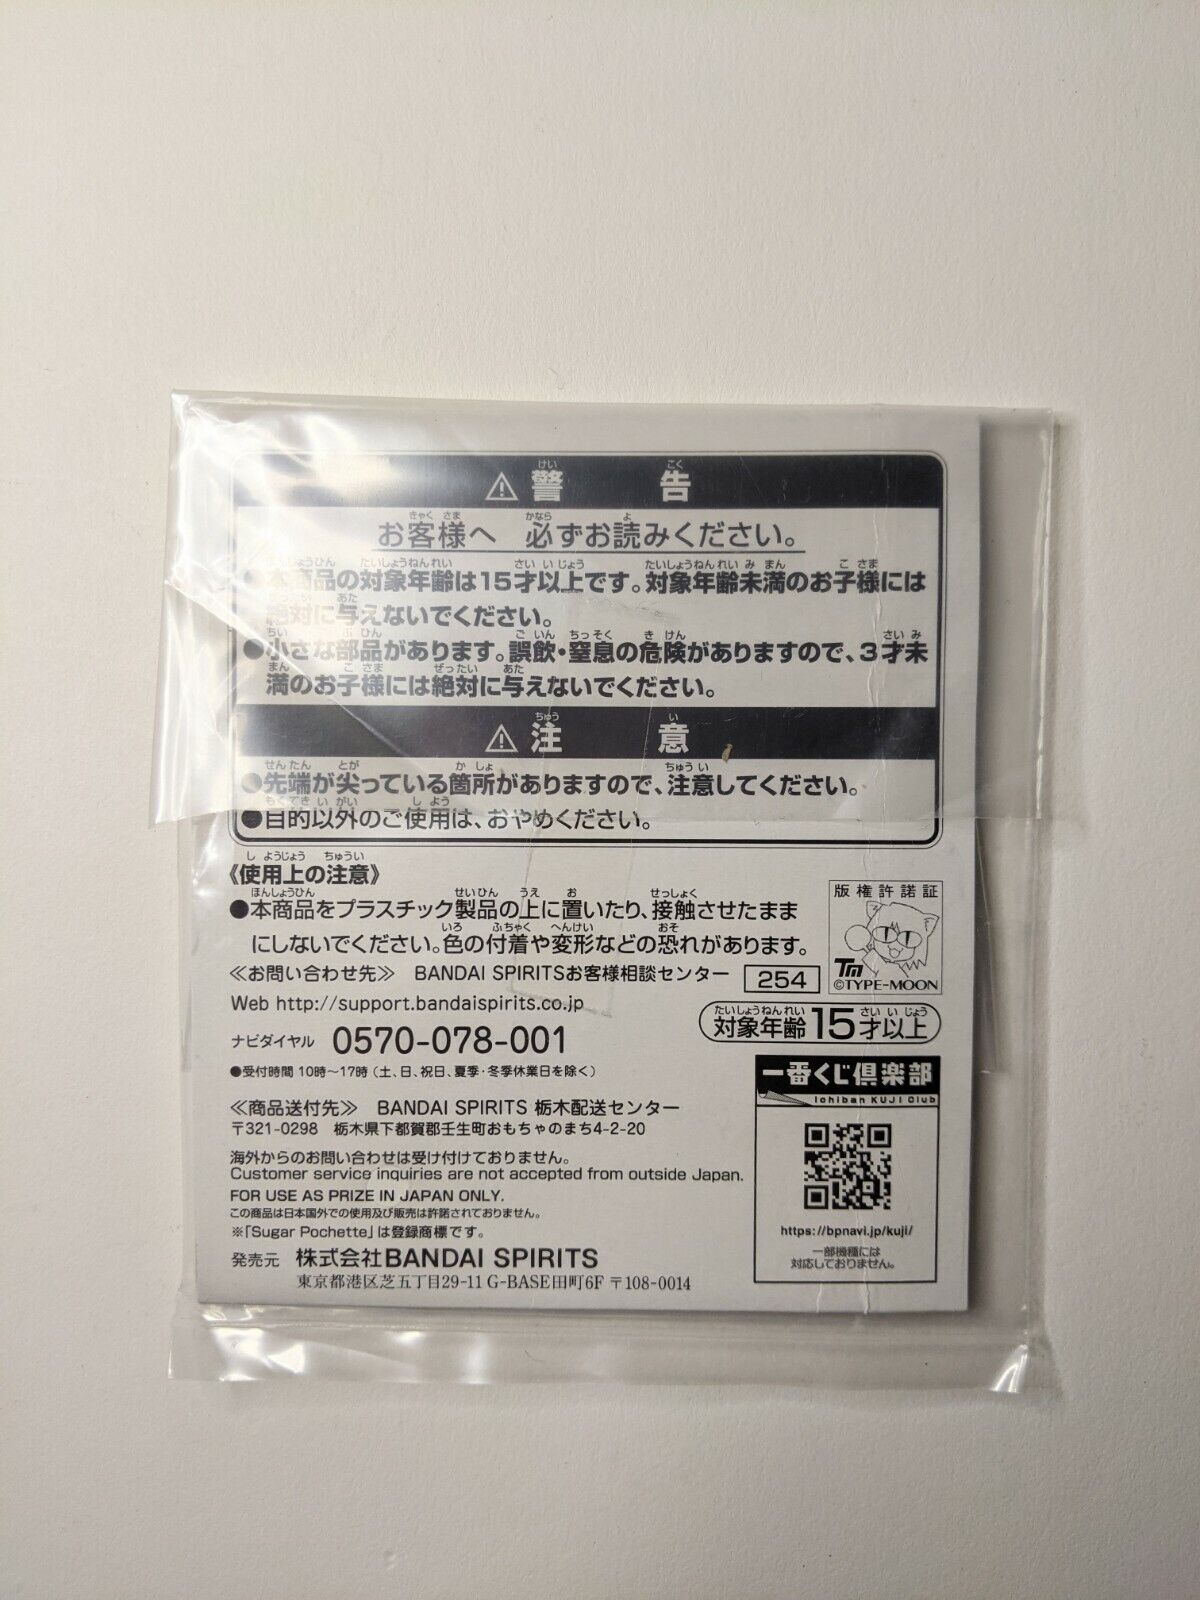 ⚠警告
お客様へ 必ずお読みください。
●本商品の対象年齢は15才以上です。対象年齢未満のお子様には
絶対に与えないでください。
●小さな部品があります。誤飲・窒息の危険がありますので、3才未
満のお子様には絶対に与えないでください。
⚠注意
●先端が尖っている箇所がありますので、注意してください。
●目的以外のご使用は、おやめください。
《使用上の注意》
●本商品をプラスチック製品の上に置いたり、接触させたまま
にしないでください。色の付着や変形などの恐れがあります。
≪お問い合わせ先≫ BANDAI SPIRITSお客様相談センター 254
Web http://support.bandaispirits.co.jp
ナビダイヤル 0570-078-001
●受付時間 10時〜17時（土、日、祝日、夏季・冬季休業日を除く）
≪商品送付先≫ BANDAI SPIRITS 栃木配送センター
〒321-0298 栃木県下都賀郡壬生町おもちゃのまち4-2-20
海外からのお問い合わせは受け付けておりません。
Customer service inquiries are not accepted from outside Japan.
FOR USE AS PRIZE IN JAPAN ONLY.
この商品は日本国外での使用及び販売は許諾されておりません。
※「Sugar Pochette」は登録商標です。
発売元 株式会社BANDAI SPIRITS
東京都港区芝五丁目29-11 G-BASE田町6F 〒108-0014
版権許諾証
TM
©TYPE-MOON
対象年齢15才以上
一番くじ倶楽部
Ichiban KUJI Club
https://bpnavi.jp/kuji/
一部機種には
対応しておりません。